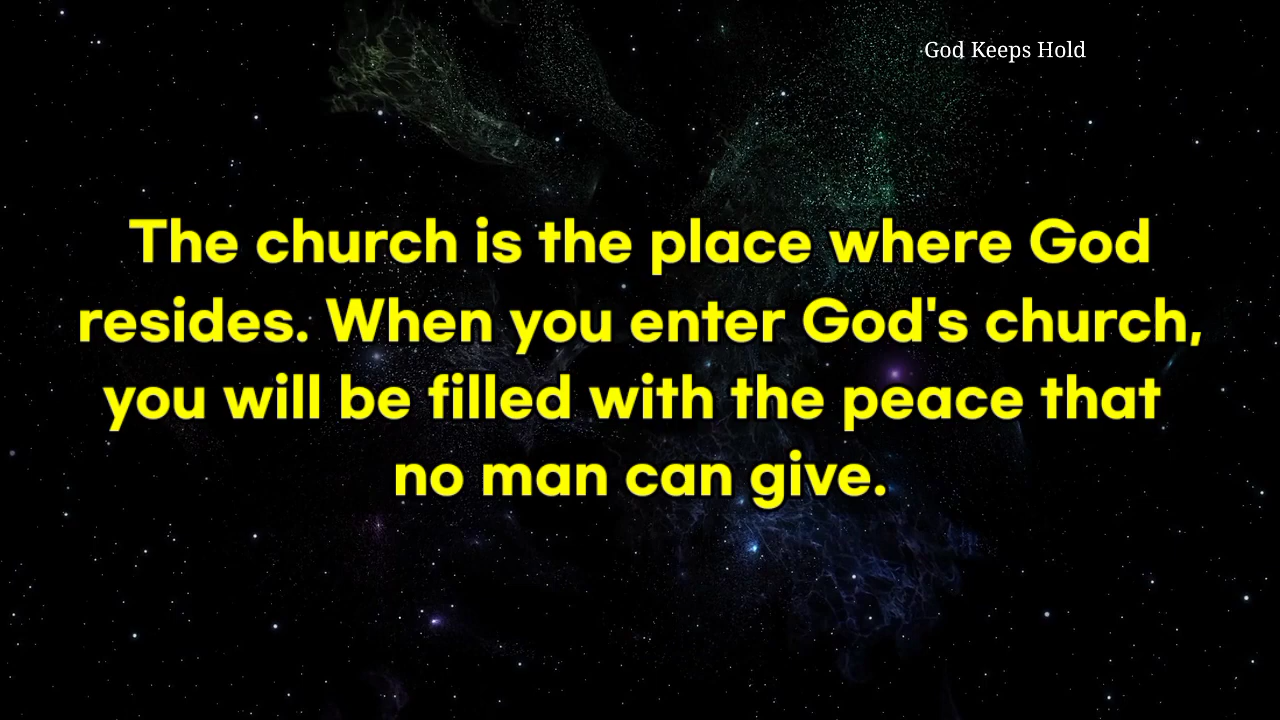 God Keeps Hold
The church is the place where God
resides. When you enter God's church,
you will be filled with the peace that
no man can give.